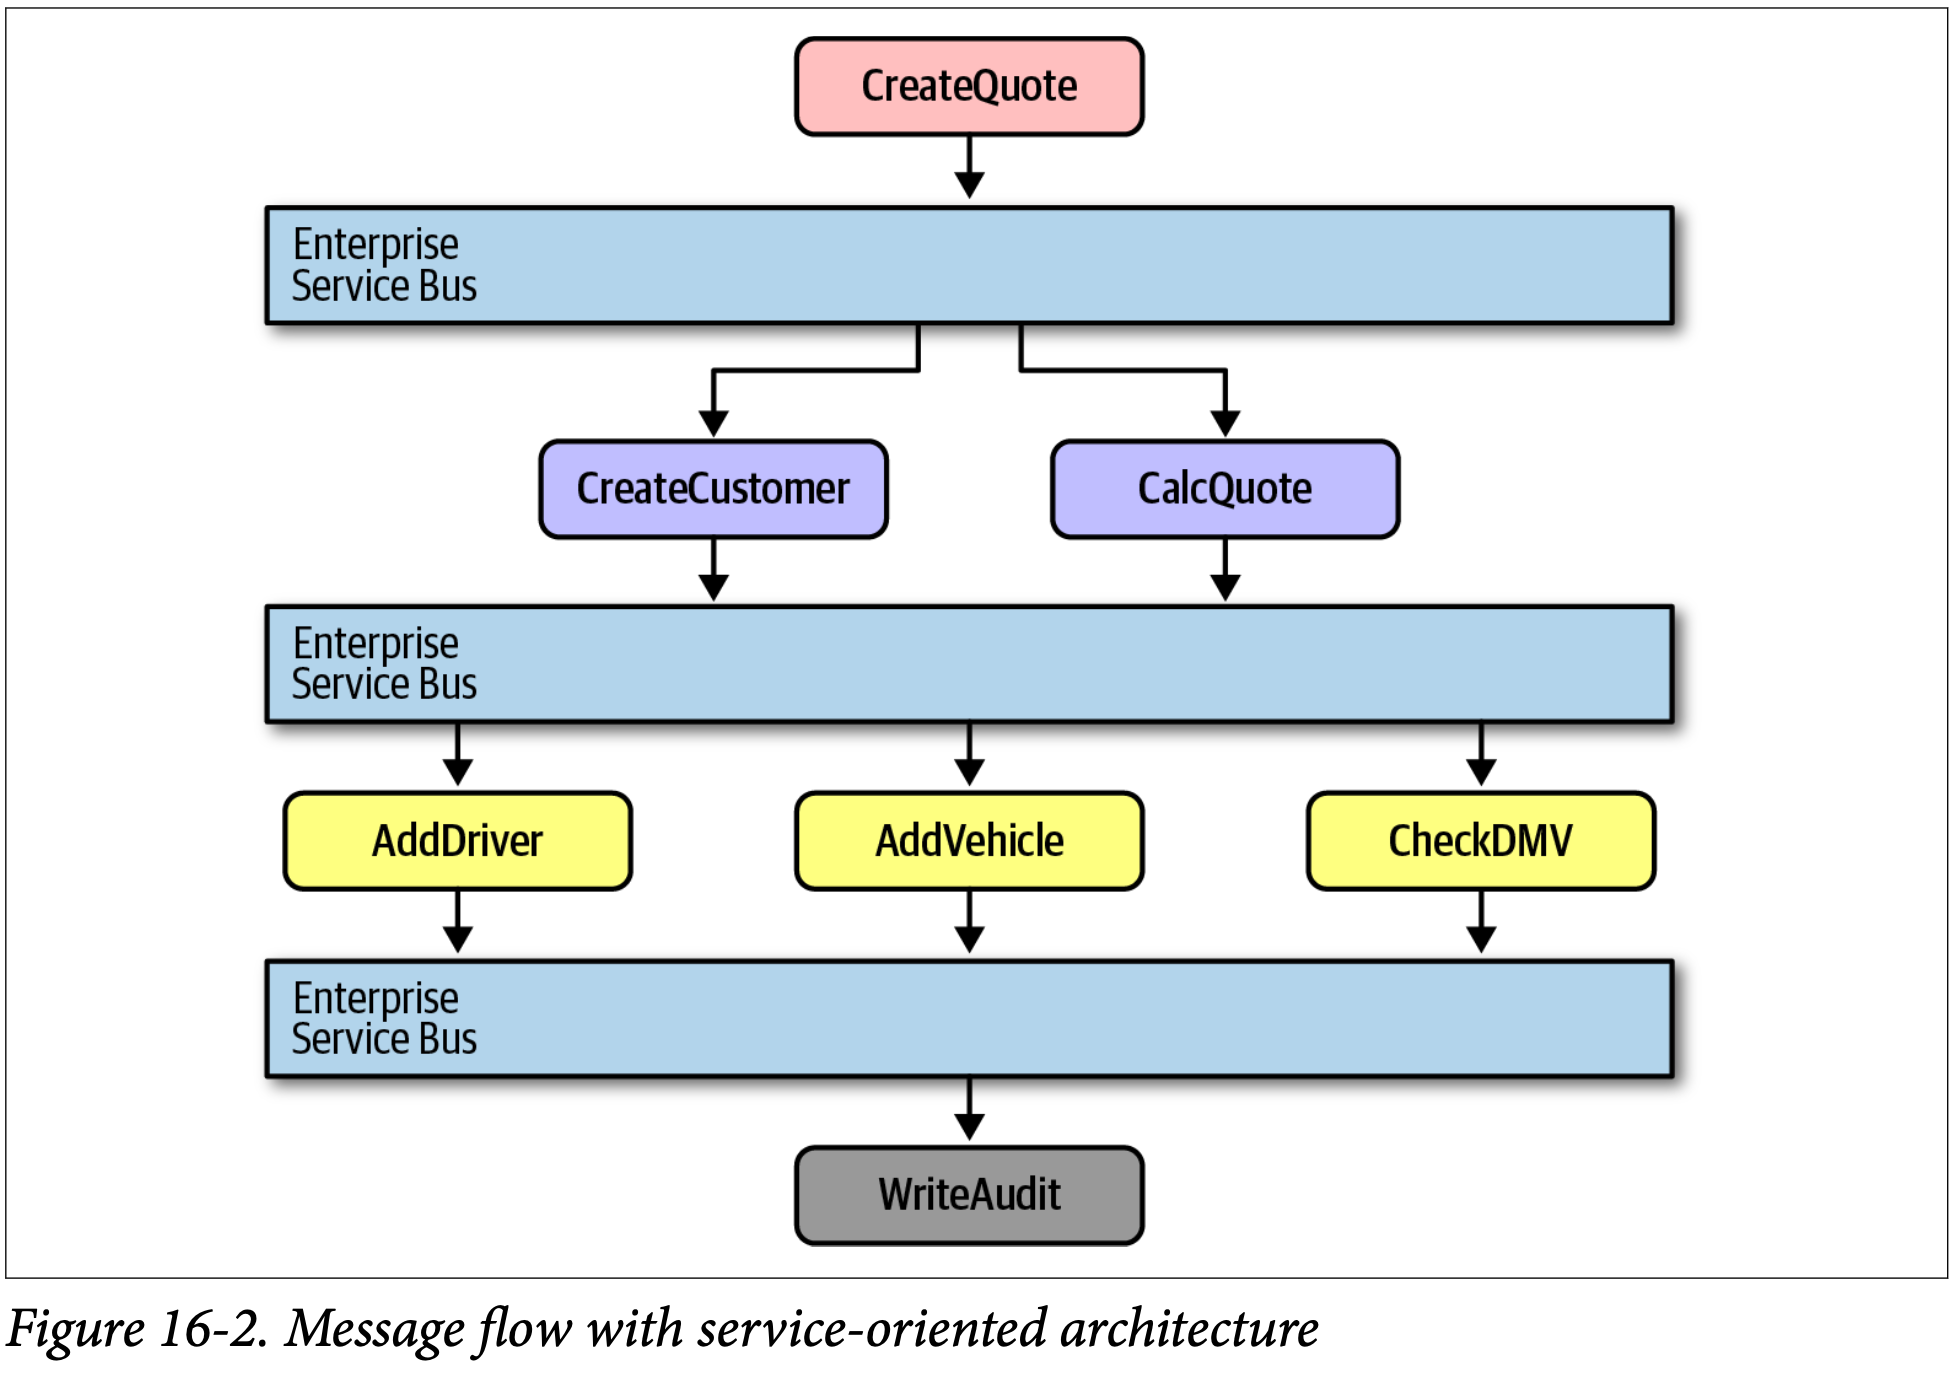 CreateQuote
Enterprise
Service Bus
CreateCustomer
CalcQuote
Enterprise
Service Bus
AddDriver
AddVehicle
CheckDMV
Enterprise
Service Bus
WriteAudit
Figure 16-2. Message flow with service-oriented architecture